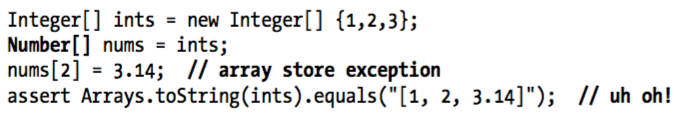 Integer[] ints = new Integer[] {1,2,3};
Number[] nums = ints;
nums[2] = 3.14;  // array store exception
assert Arrays.toString(ints).equals("[1, 2, 3.14]");  // uh oh!